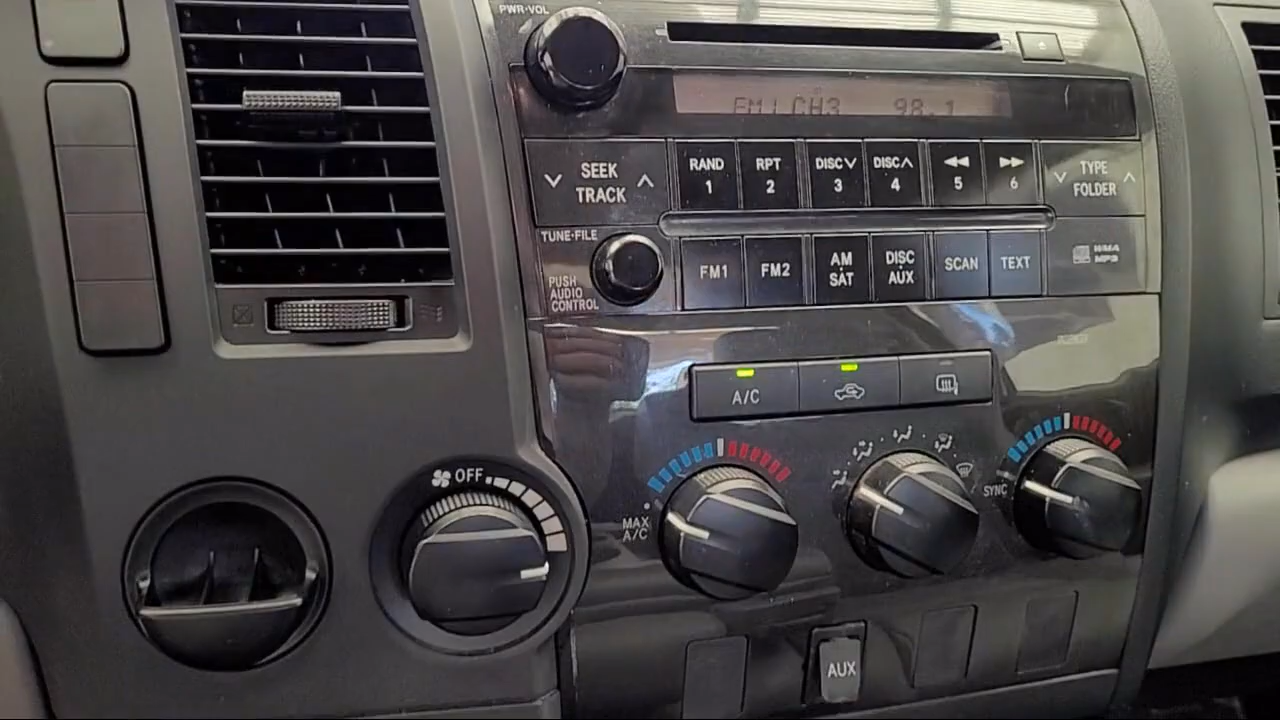 PWR·VOL
FM1 CH3 98.1
SEEK
TRACK
RAND
1
RPT
2
DISC
3
DISC
4
5
6
TYPE
FOLDER
TUNE·FILE
PUSH
AUDIO
CONTROL
FM1
FM2
AM
SAT
DISC
AUX
SCAN
TEXT
WMA
MP3
A/C
OFF
MAX
A/C
SYNC
AUX